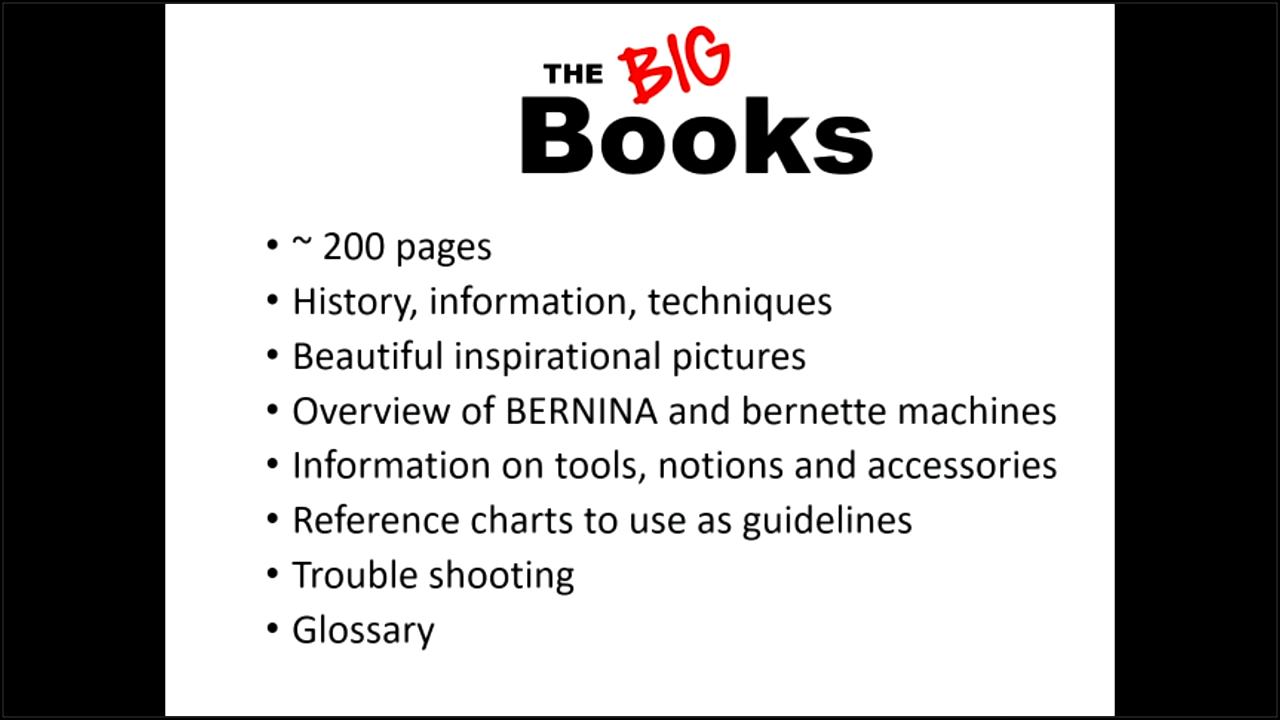 THE BIG
Books
• ~ 200 pages
• History, information, techniques
• Beautiful inspirational pictures
• Overview of BERNINA and bernette machines
• Information on tools, notions and accessories
• Reference charts to use as guidelines
• Trouble shooting
• Glossary